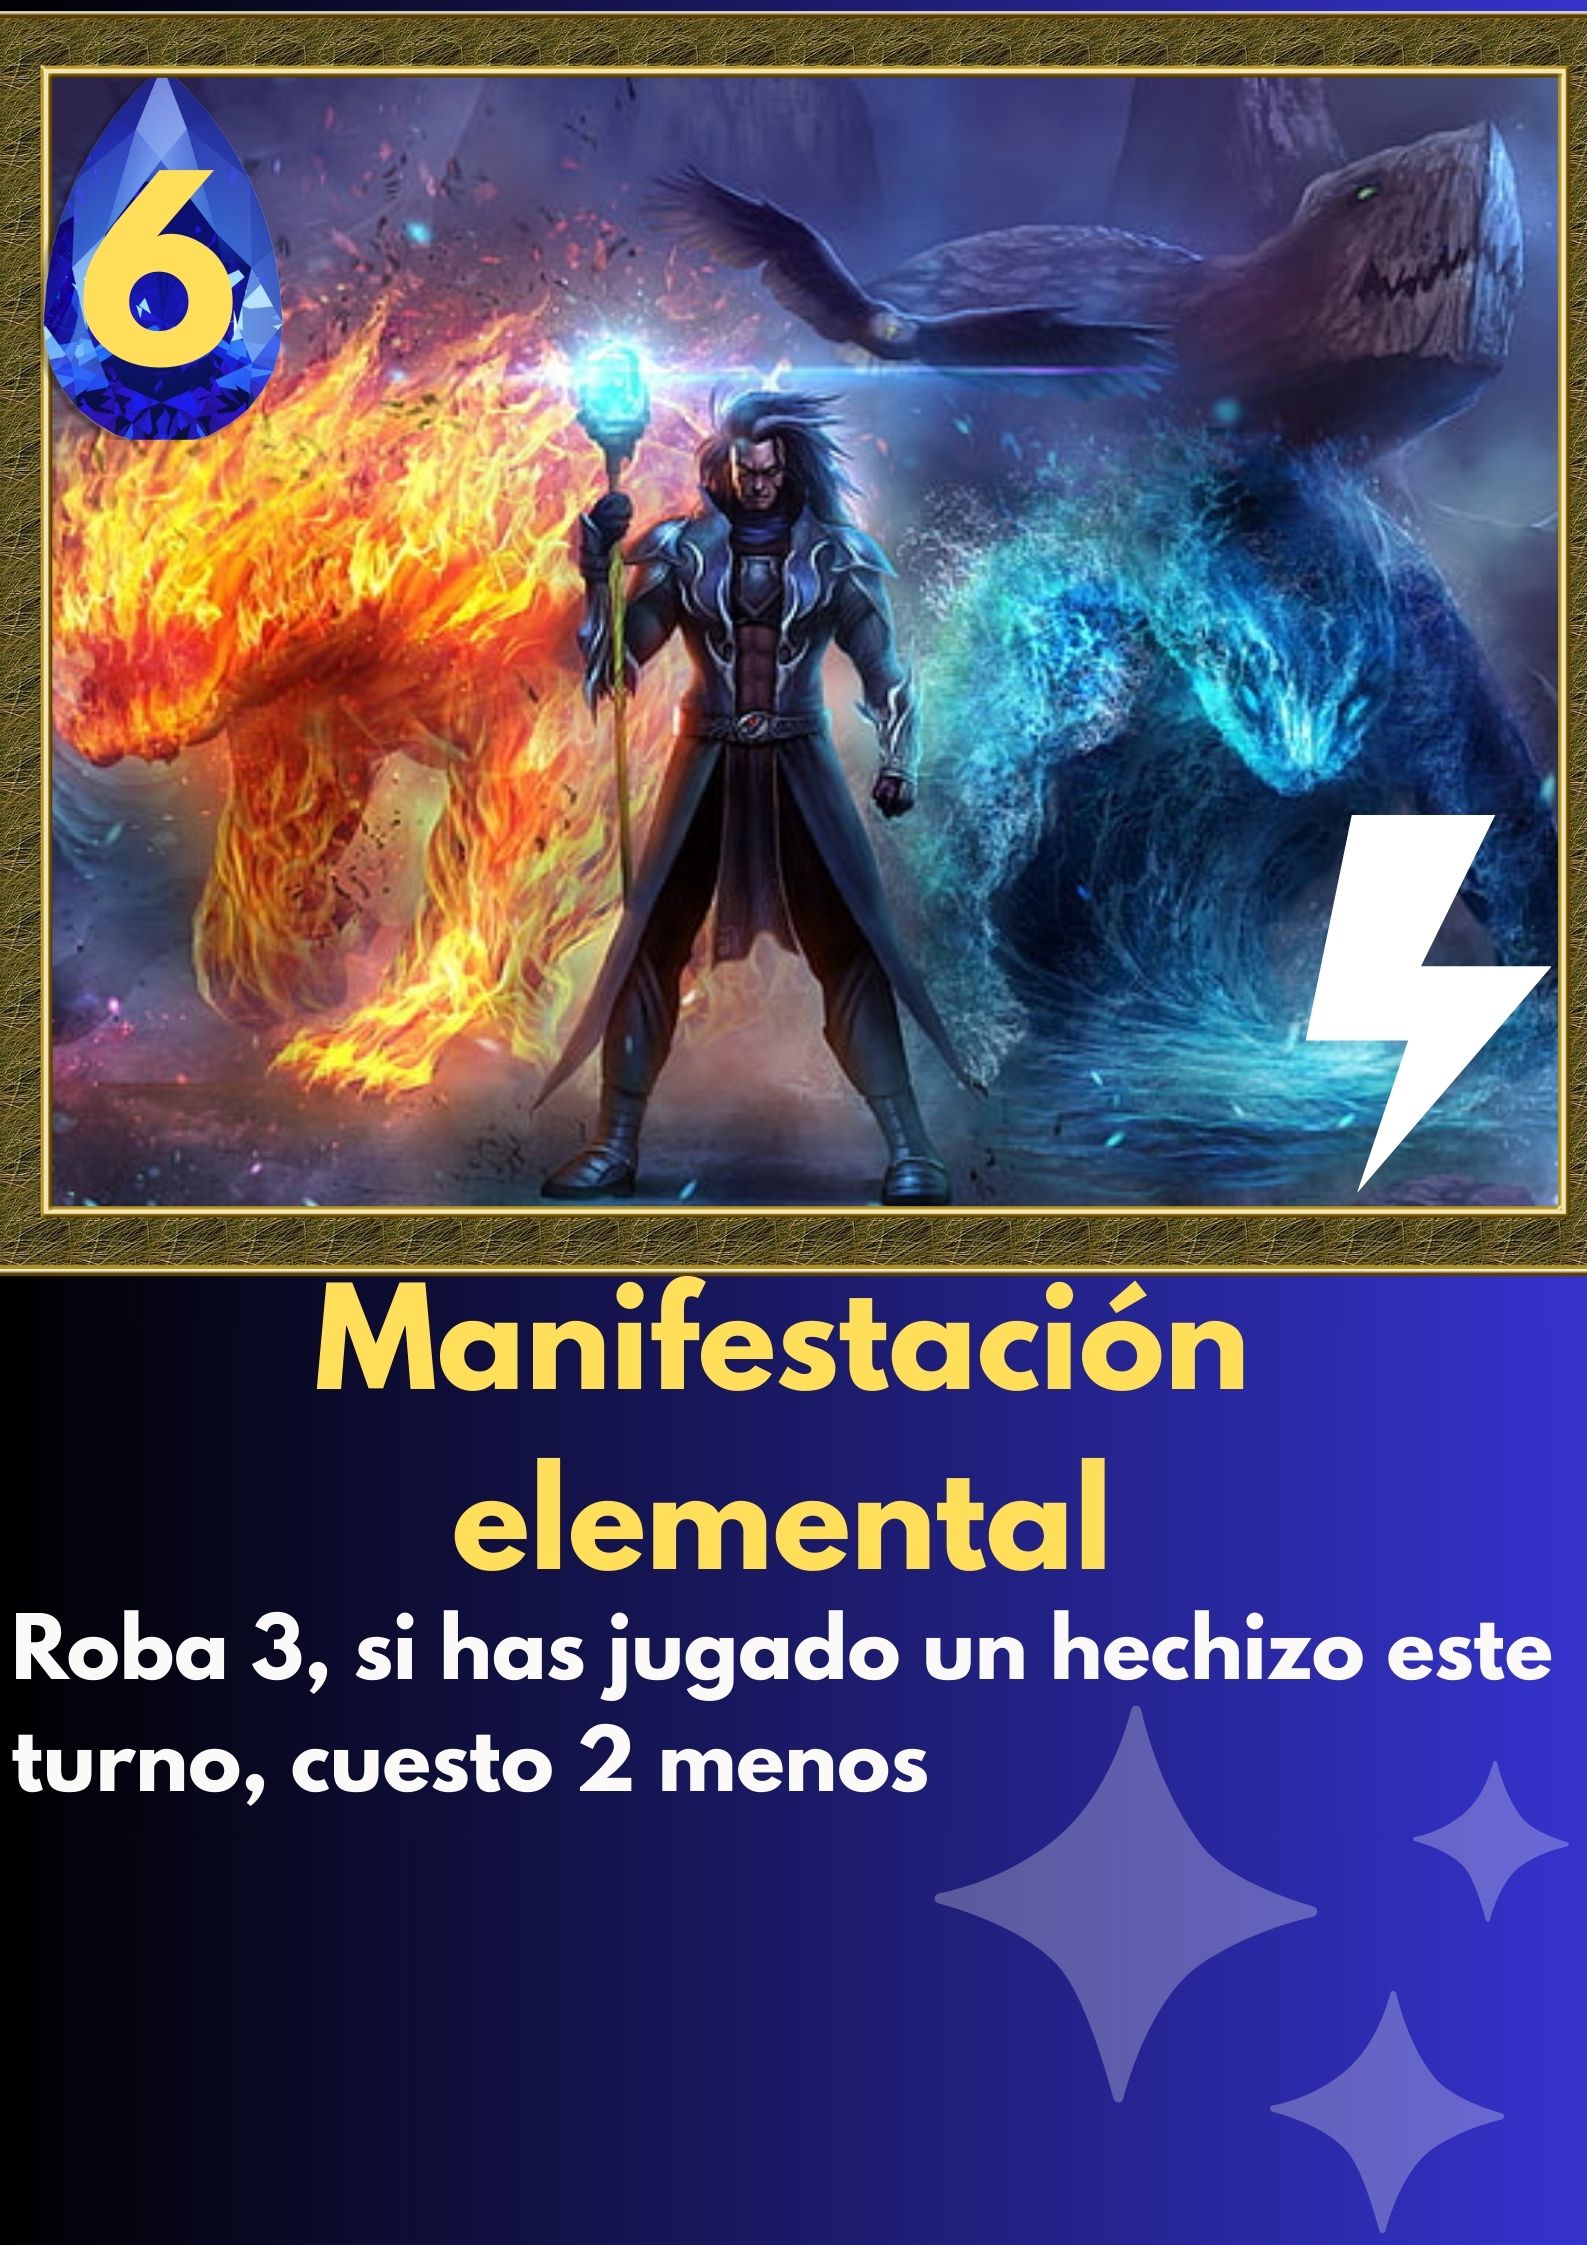 6
Manifestación
elemental
Roba 3, si has jugado un hechizo este
turno, cuesto 2 menos